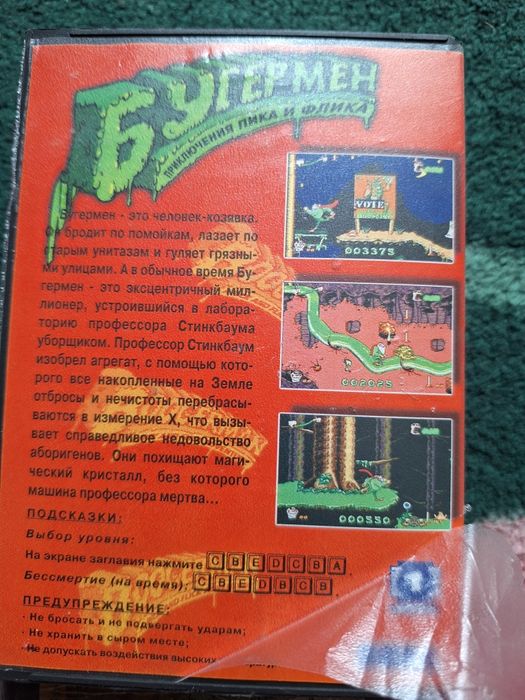 БУГЕРМЕН
ПРИКЛЮЧЕНИЯ ПИКА И ФЛИКА
VOTE
003375
002025
000550
Бугермен - это человек-козявка.
Он бродит по помойкам, лазает по
старым унитазам и гуляет грязны-
ми улицами. А в обычное время Бу-
гермен - это эксцентричный мил-
лионер, устроившийся в лабора-
торию профессора Стинкбаума
уборщиком. Профессор Стинкбаум
изобрел агрегат, с помощью кото-
рого все накопленные на Земле
отбросы и нечистоты перебрасы-
ваются в измерение X, что вызы-
вает справедливое недовольство
аборигенов. Они похищают маги-
ческий кристалл, без которого
машина профессора мертва...
ПОДСКАЗКИ:
Выбор уровня:
На экране заглавия нажмите CBEDCBA.
Бессмертие (на время): CBEDBCB
ПРЕДУПРЕЖДЕНИЕ:
· Не бросать и не подвергать ударам;
· Не хранить в сыром месте;
· Не допускать воздействия высоких